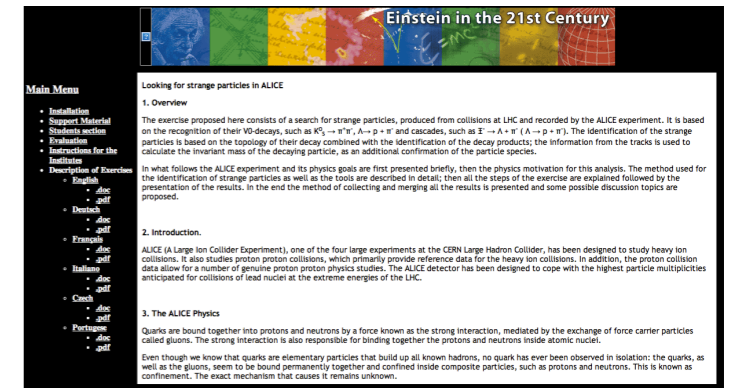 Einstein in the 21st Century
Main Menu
Installation
Support Material
Students section
Evaluation
Instructions for the
Institutes
Description of Exercises
English
.doc
.pdf
Deutsch
.doc
.pdf
Français
.doc
.pdf
Italiano
.doc
.pdf
Czech
.doc
.pdf
Portugese
.doc
.pdf
Looking for strange particles in ALICE
1. Overview
The exercise proposed here consists of a search for strange particles, produced from collisions at LHC and recorded by the ALICE experiment. It is based
on the recognition of their V0-decays, such as K⁰ₛ → π⁺π⁻, Λ→ p + π⁻ and cascades, such as Ξ⁻ → Λ + π⁻ ( Λ → p + π⁻). The identification of the strange
particles is based on the topology of their decay combined with the identification of the decay products; the information from the tracks is used to
calculate the invariant mass of the decaying particle, as an additional confirmation of the particle species.
In what follows the ALICE experiment and its physics goals are first presented briefly, then the physics motivation for this analysis. The method used for
the identification of strange particles as well as the tools are described in detail; then all the steps of the exercise are explained followed by the
presentation of the results. In the end the method of collecting and merging all the results is presented and some possible discussion topics are
proposed.
2. Introduction.
ALICE (A Large Ion Collider Experiment), one of the four large experiments at the CERN Large Hadron Collider, has been designed to study heavy ion
collisions. It also studies proton proton collisions, which primarily provide reference data for the heavy ion collisions. In addition, the proton collision
data allow for a number of genuine proton proton physics studies. The ALICE detector has been designed to cope with the highest particle multiplicities
anticipated for collisions of lead nuclei at the extreme energies of the LHC.
3. The ALICE Physics
Quarks are bound together into protons and neutrons by a force known as the strong interaction, mediated by the exchange of force carrier particles
called gluons. The strong interaction is also responsible for binding together the protons and neutrons inside atomic nuclei.
Even though we know that quarks are elementary particles that build up all known hadrons, no quark has ever been observed in isolation: the quarks, as
well as the gluons, seem to be bound permanently together and confined inside composite particles, such as protons and neutrons. This is known as
confinement. The exact mechanism that causes it remains unknown.